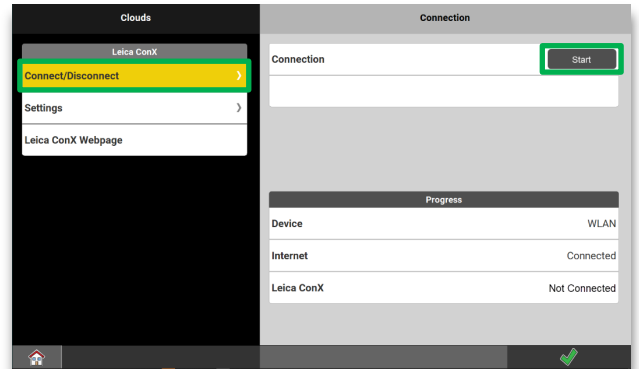 Clouds
Leica ConX
Connect/Disconnect
Settings
Leica ConX Webpage
Connection
Connection Start
Progress
Device WLAN
Internet Connected
Leica ConX Not Connected